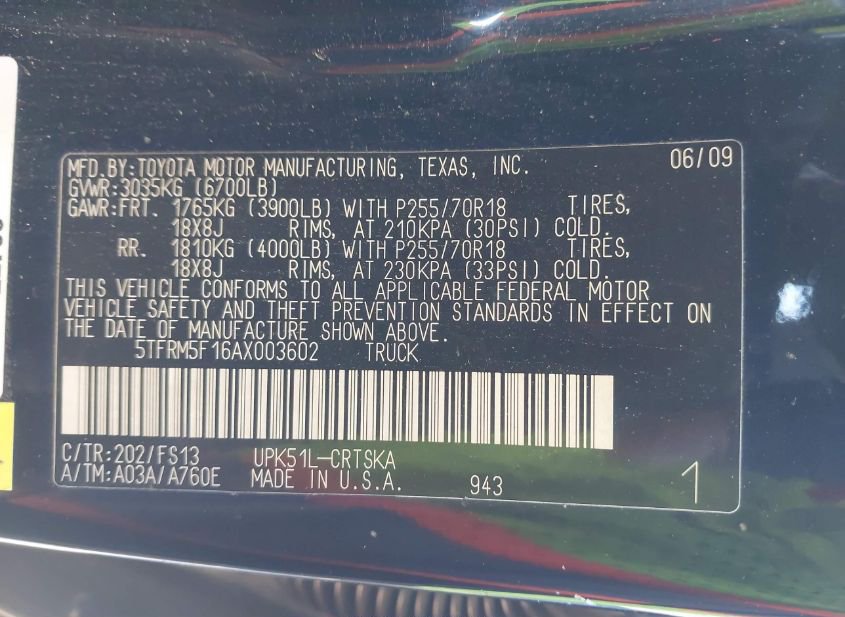 MFD.BY:TOYOTA MOTOR MANUFACTURING, TEXAS, INC. 06/09
GVWR:3035KG (6700LB)
GAWR:FRT. 1765KG (3900LB) WITH P255/70R18 TIRES,
18X8J RIMS, AT 210KPA (30PSI) COLD.
RR. 1810KG (4000LB) WITH P255/70R18 TIRES,
18X8J RIMS, AT 230KPA (33PSI) COLD.
THIS VEHICLE CONFORMS TO ALL APPLICABLE FEDERAL MOTOR
VEHICLE SAFETY AND THEFT PREVENTION STANDARDS IN EFFECT ON
THE DATE OF MANUFACTURE SHOWN ABOVE.
5TFRM5F16AX003602 TRUCK
C/TR:202/FS13 UPK51L-CRTSKA
A/TM:A03A/A760E MADE IN U.S.A. 943 1